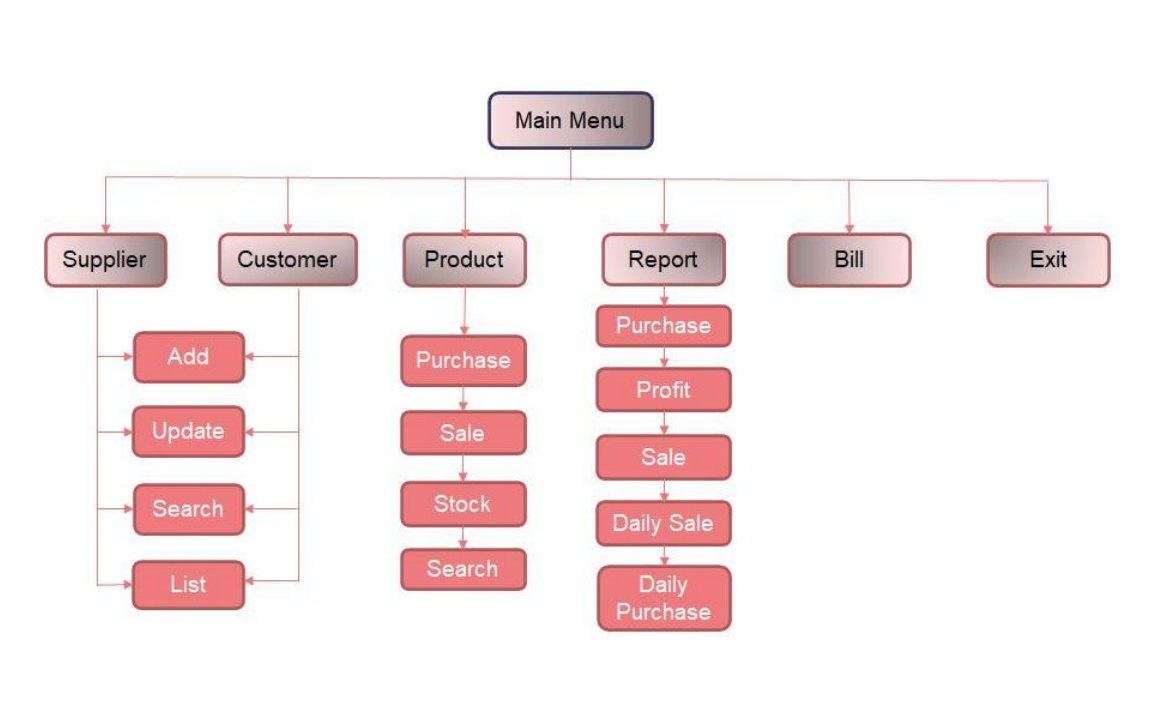 Main Menu
Supplier
Customer
Product
Report
Bill
Exit
Add
Update
Search
List
Purchase
Sale
Stock
Search
Purchase
Profit
Sale
Daily Sale
Daily
Purchase